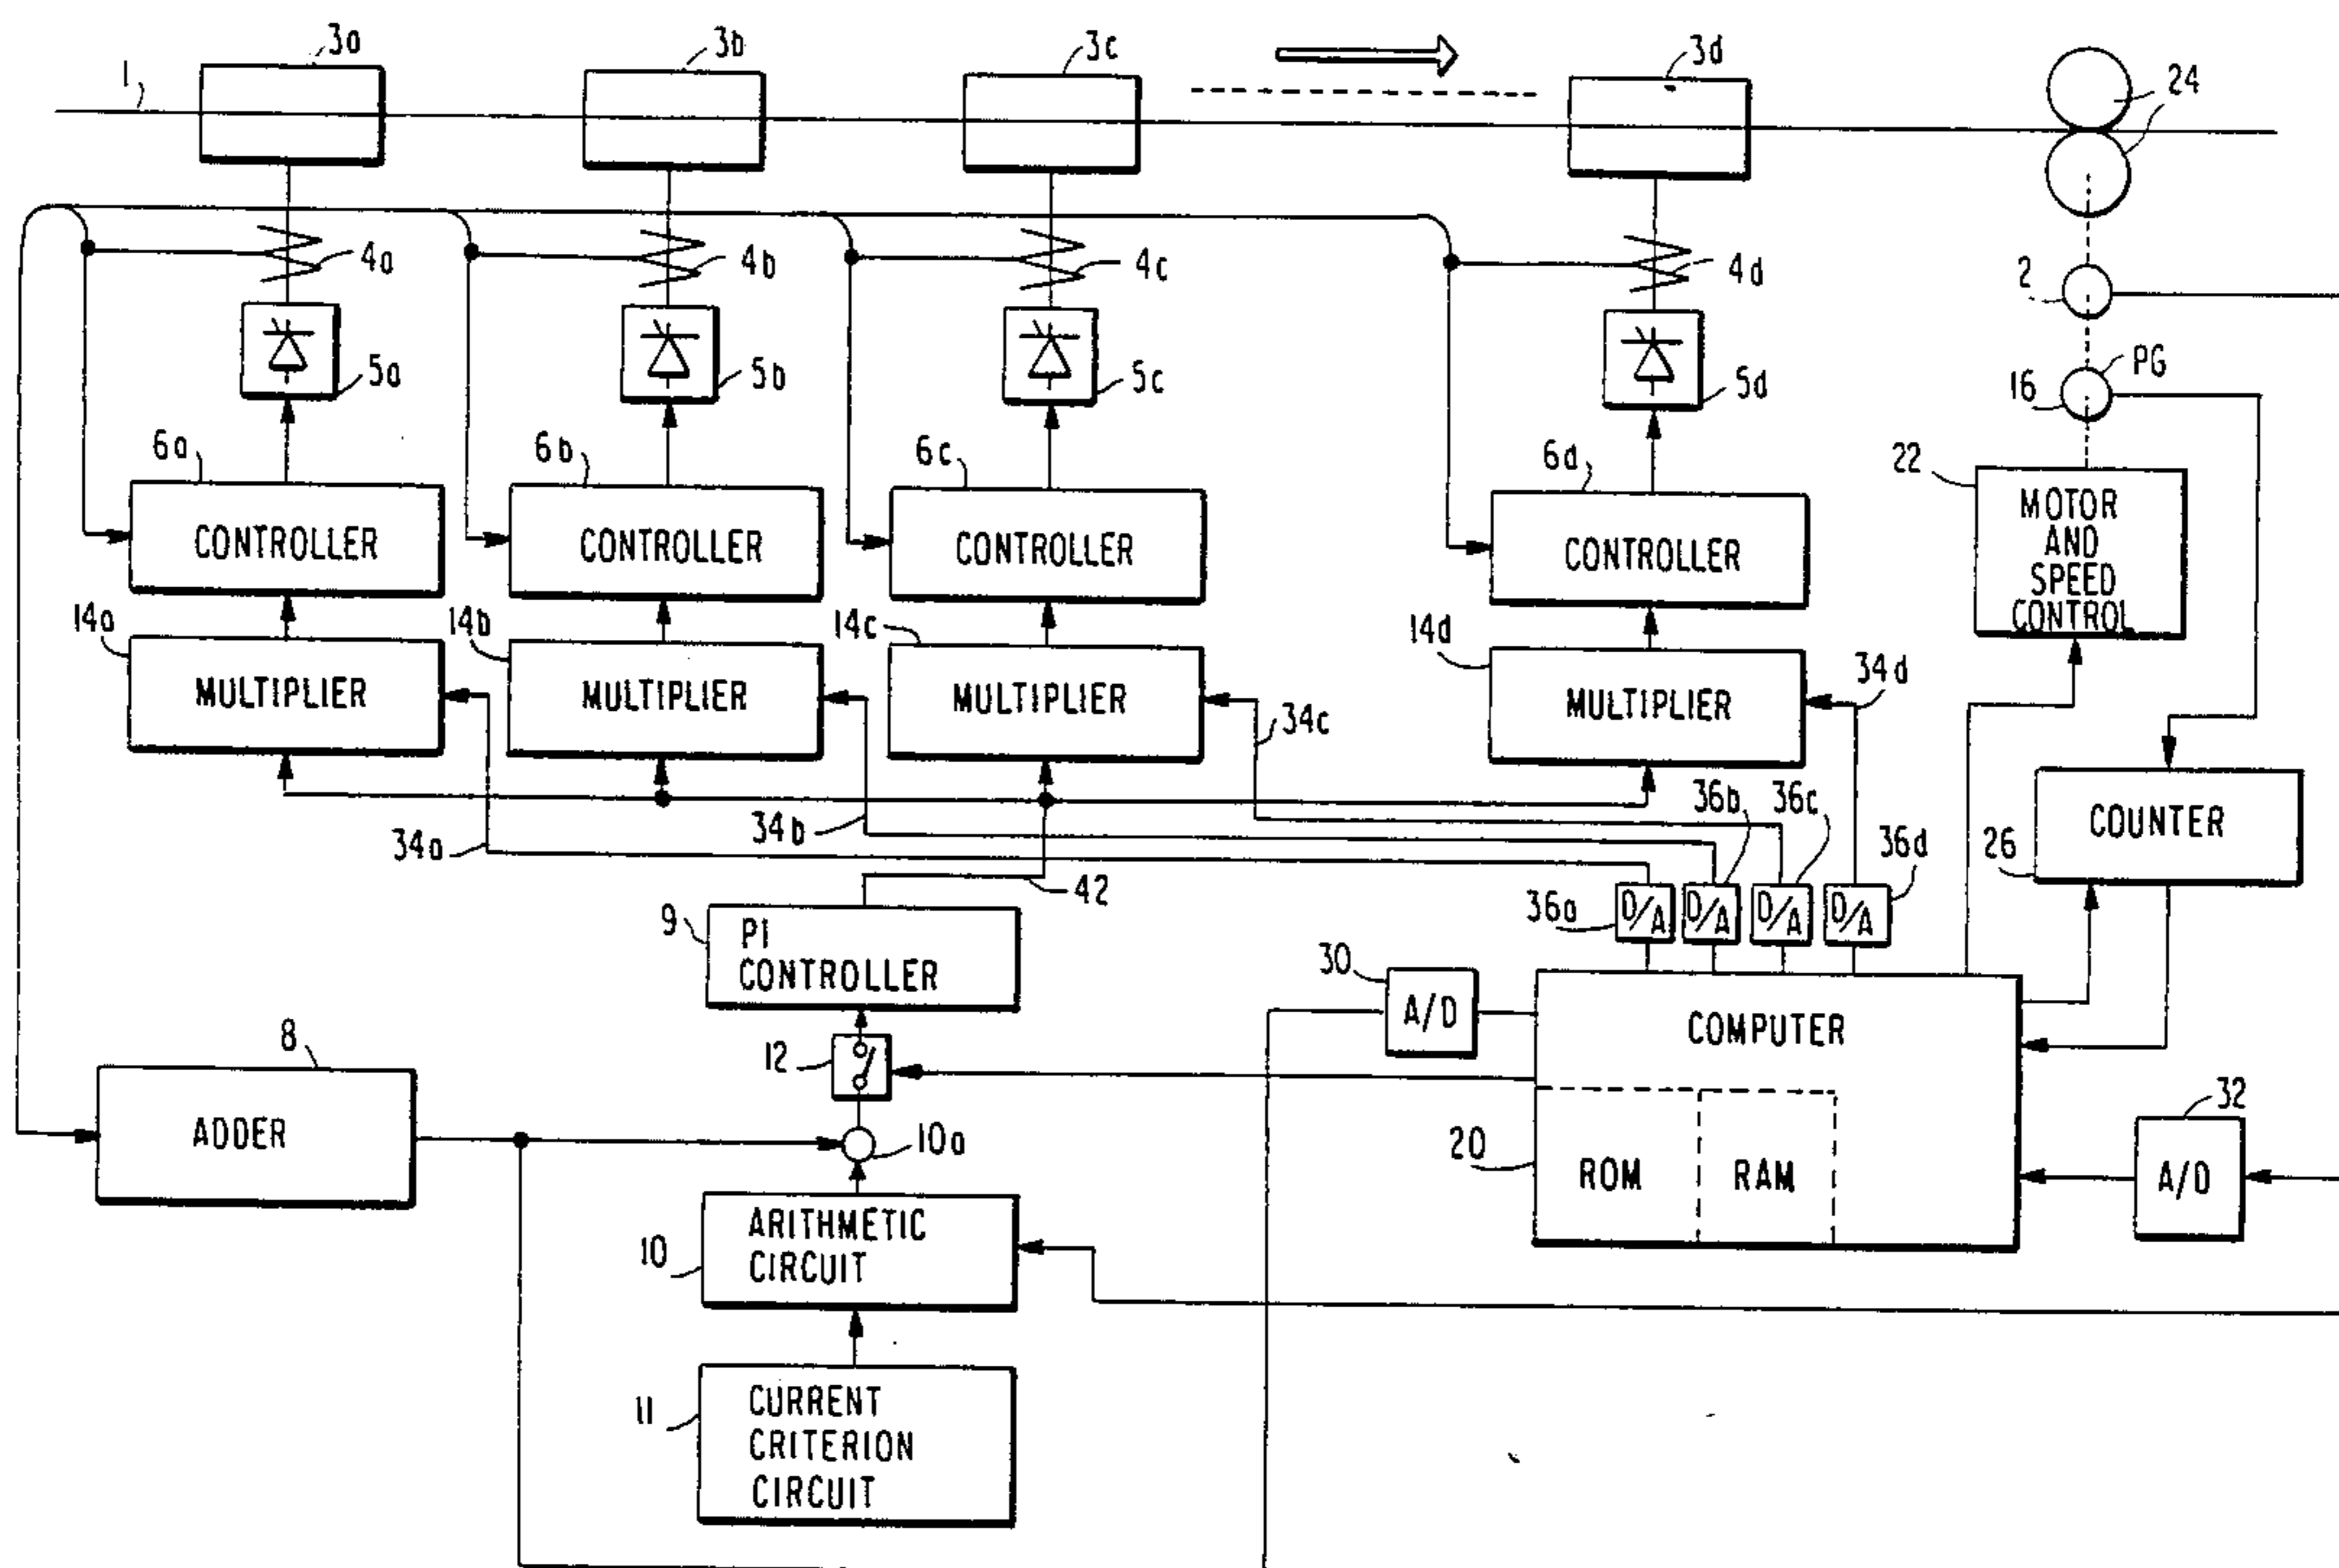 1
3a
3b
3c
3d
24
4a
4b
4c
4d
2
5a
5b
5c
5d
16
PG
6a
6b
6c
6d
22
CONTROLLER
CONTROLLER
CONTROLLER
CONTROLLER
MOTOR
AND
SPEED
CONTROL
14a
14b
14c
14d
MULTIPLIER
MULTIPLIER
MULTIPLIER
MULTIPLIER
34a
34b
34c
34d
36a
36b
36c
36d
D/A
D/A
D/A
D/A
COUNTER
26
42
9
PI
CONTROLLER
30
A/D
COMPUTER
8
12
ADDER
10a
20
ROM
RAM
32
A/D
10
ARITHMETIC
CIRCUIT
11
CURRENT
CRITERION
CIRCUIT